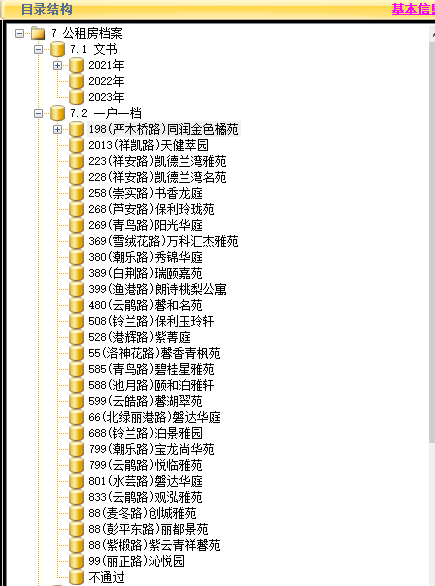 目录结构
基本信息
7 公租房档案
7.1 文书
2021年
2022年
2023年
7.2 一户一档
198(严木桥路)同润金色橘苑
2013(祥凯路)天健萃园
223(祥安路)凯德兰湾雅苑
228(祥安路)凯德兰湾名苑
258(崇实路)书香龙庭
266(芦安路)保利玲珑苑
269(青鸟路)阳光华庭
369(雪绒花路)万科汇杰雅苑
380(潮乐路)秀锦华庭
389(白荆路)瑞颐嘉苑
399(渔港路)朗诗桃梨公寓
480(云鹃路)馨和名苑
508(铃兰路)保利玉玲轩
528(港辉路)紫菁庭
55(洛神花路)馨香青枫苑
585(青鸟路)碧桂星雅苑
588(池月路)颐和泊雅轩
599(云皓路)馨湖翠苑
66(北绿丽港路)磐达华庭
688(铃兰路)泊景雅园
799(潮乐路)宝龙尚华苑
799(云鹃路)悦临雅苑
801(水芸路)磐达华庭
833(云鹃路)观泓雅苑
88(麦冬路)创城雅苑
88(彭平东路)丽都景苑
88(紫椴路)紫云青祥馨苑
99(丽正路)沁悦园
不通过